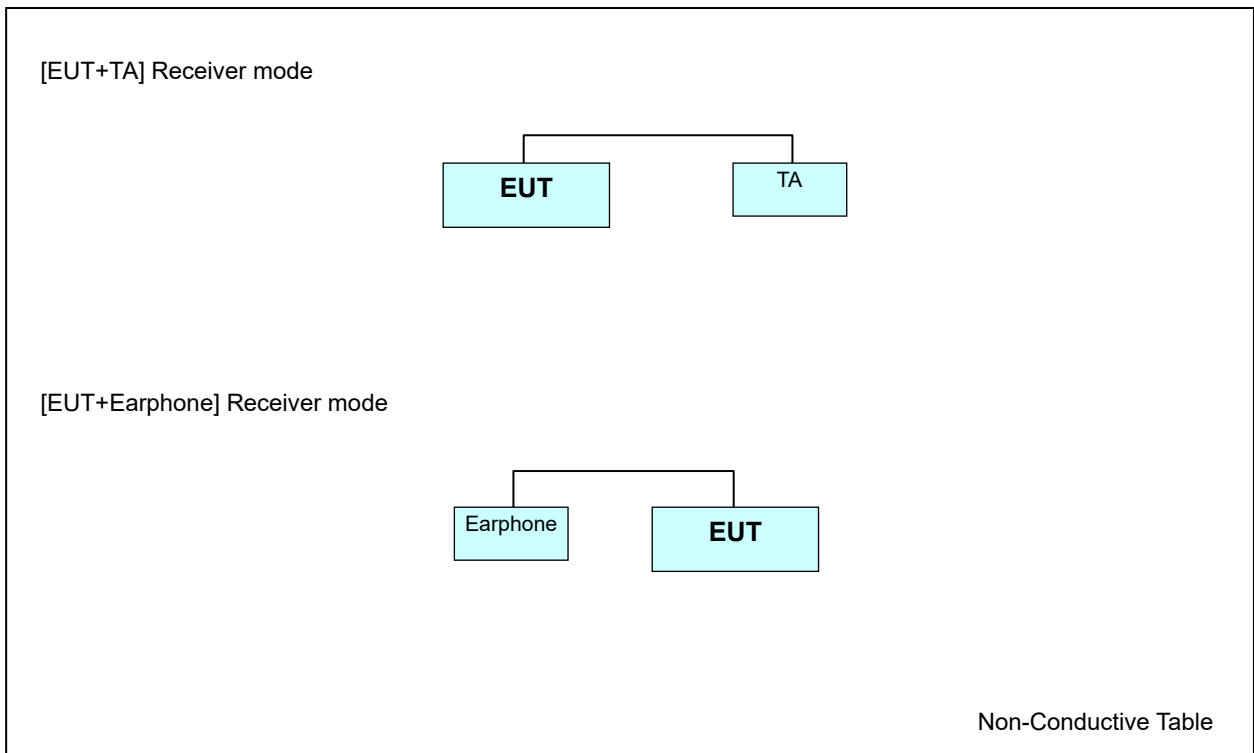 [EUT+TA] Receiver mode
EUT
TA
[EUT+Earphone] Receiver mode
Earphone
EUT
Non-Conductive Table